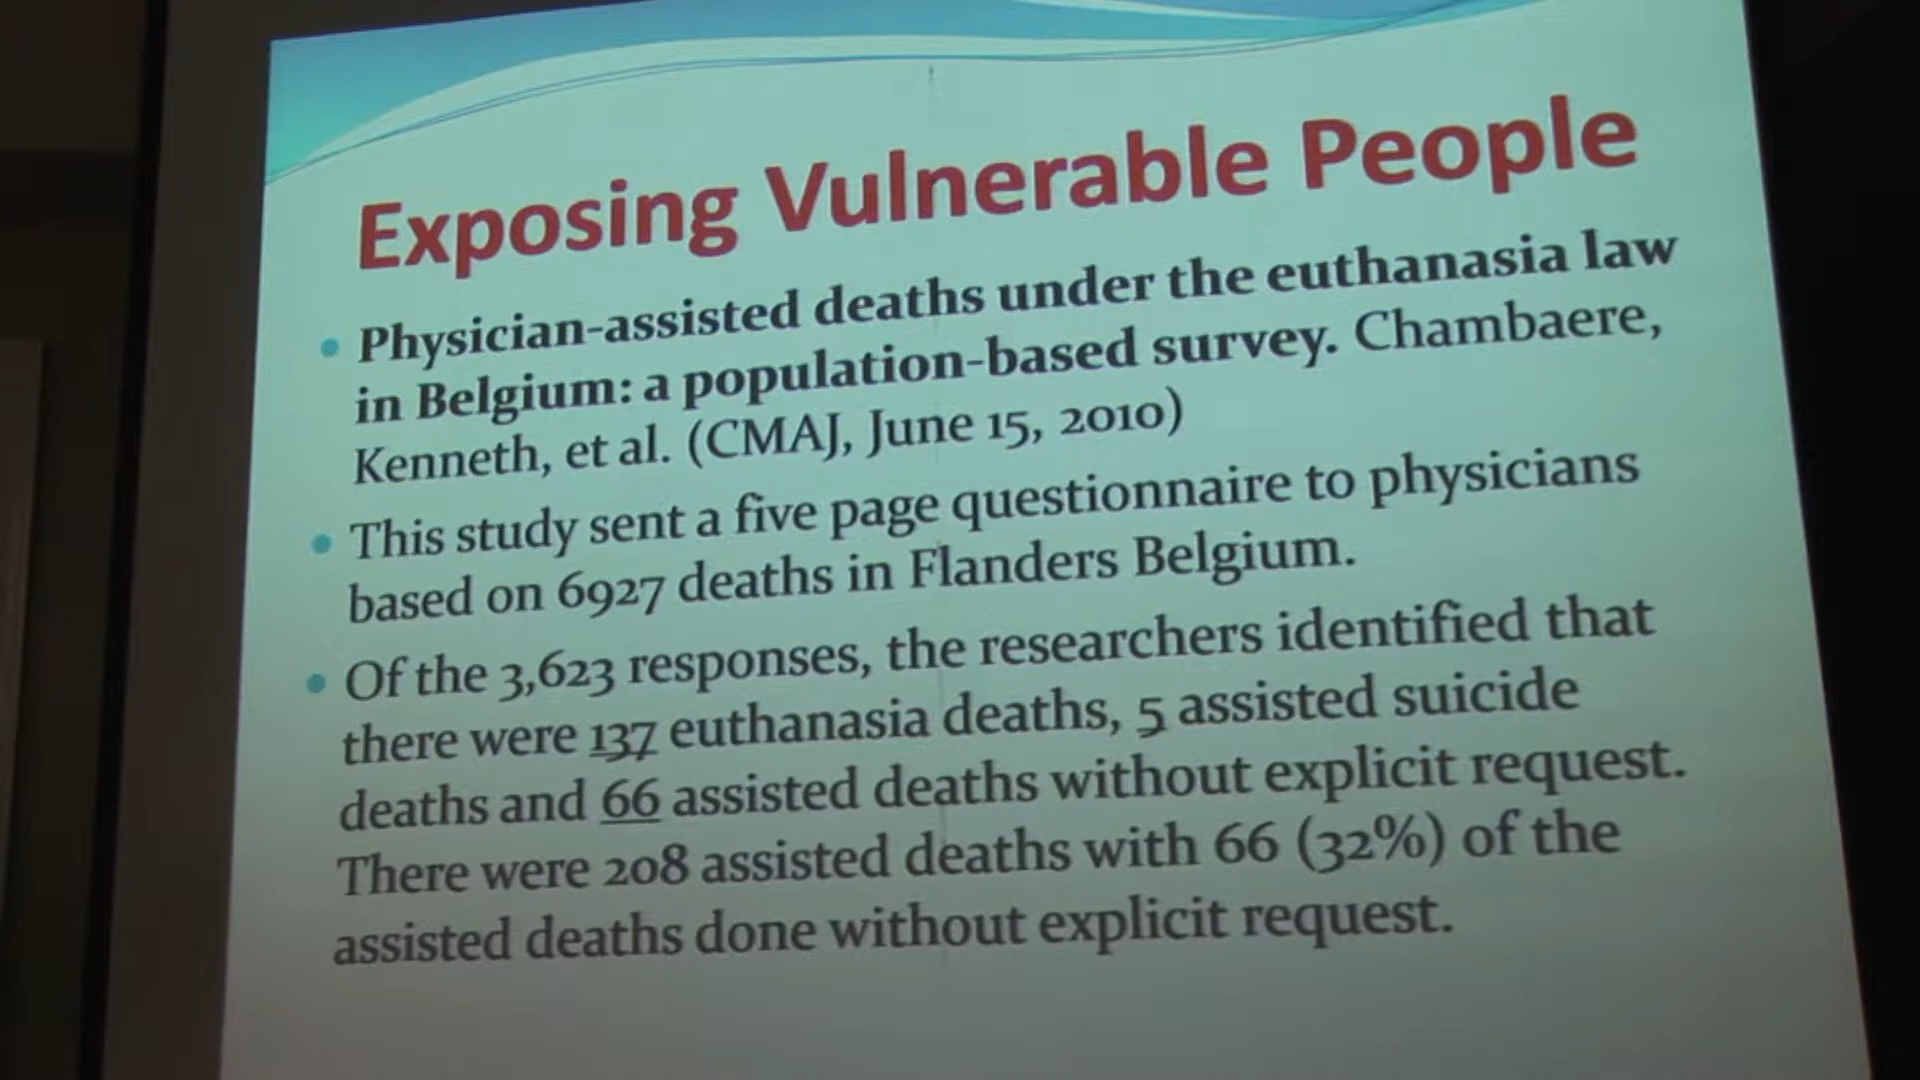 Exposing Vulnerable People
• Physician-assisted deaths under the euthanasia law
in Belgium: a population-based survey. Chambaere,
Kenneth, et al. (CMAJ, June 15, 2010)
• This study sent a five page questionnaire to physicians
based on 6927 deaths in Flanders Belgium.
• Of the 3,623 responses, the researchers identified that
there were 137 euthanasia deaths, 5 assisted suicide
deaths and 66 assisted deaths without explicit request.
There were 208 assisted deaths with 66 (32%) of the
assisted deaths done without explicit request.